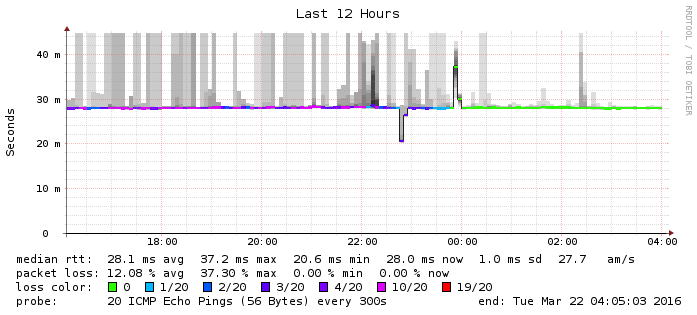 Last 12 Hours
RRDTOOL / TOBI OETIKER
Seconds
40 m
30 m
20 m
10 m
0
18:00 20:00 22:00 00:00 02:00 04:00
median rtt: 28.1 ms avg 37.2 ms max 20.6 ms min 28.0 ms now 1.0 ms sd 27.7 am/s
packet loss: 12.08 % avg 37.30 % max 0.00 % min 0.00 % now
loss color: 0 1/20 2/20 3/20 4/20 10/20 19/20
probe: 20 ICMP Echo Pings (56 Bytes) every 300s end: Tue Mar 22 04:05:03 2016